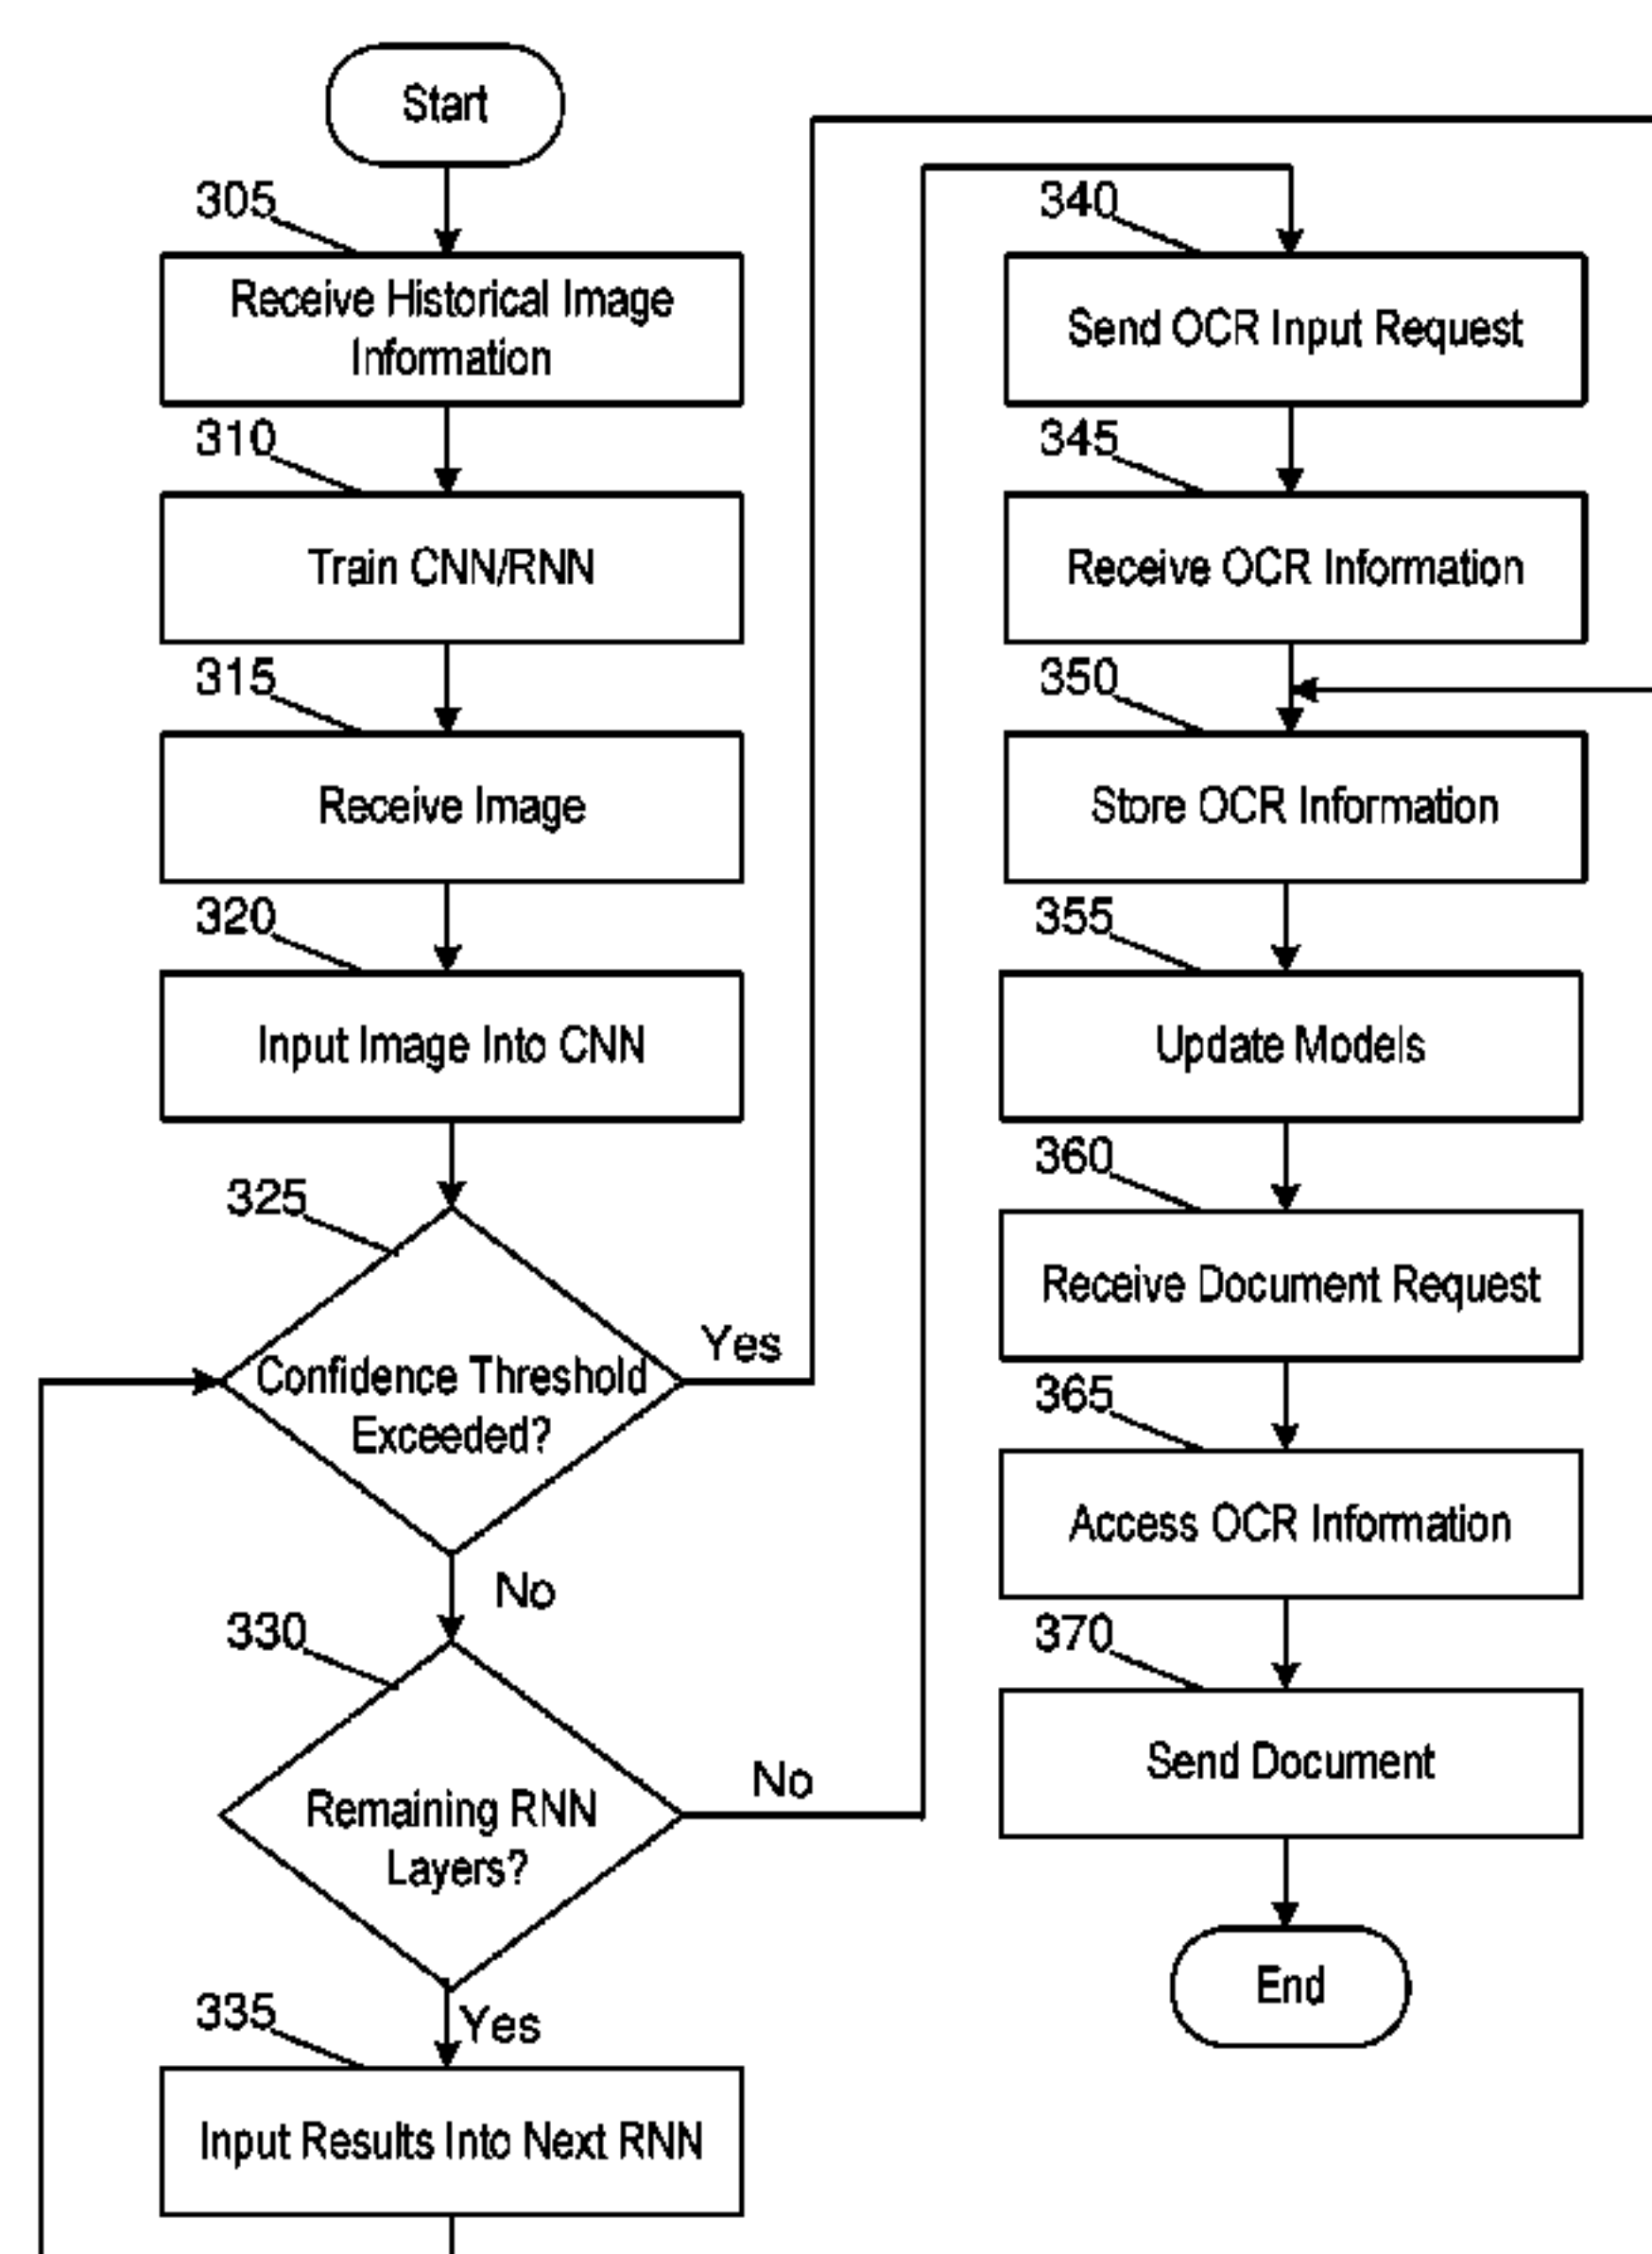 Start
305
Receive Historical Image
Information
310
Train CNN/RNN
315
Receive Image
320
Input Image Into CNN
325
Confidence Threshold
Exceeded?
Yes
No
330
Remaining RNN
Layers?
No
Yes
335
Input Results Into Next RNN
340
Send OCR Input Request
345
Receive OCR Information
350
Store OCR Information
355
Update Models
360
Receive Document Request
365
Access OCR Information
370
Send Document
End